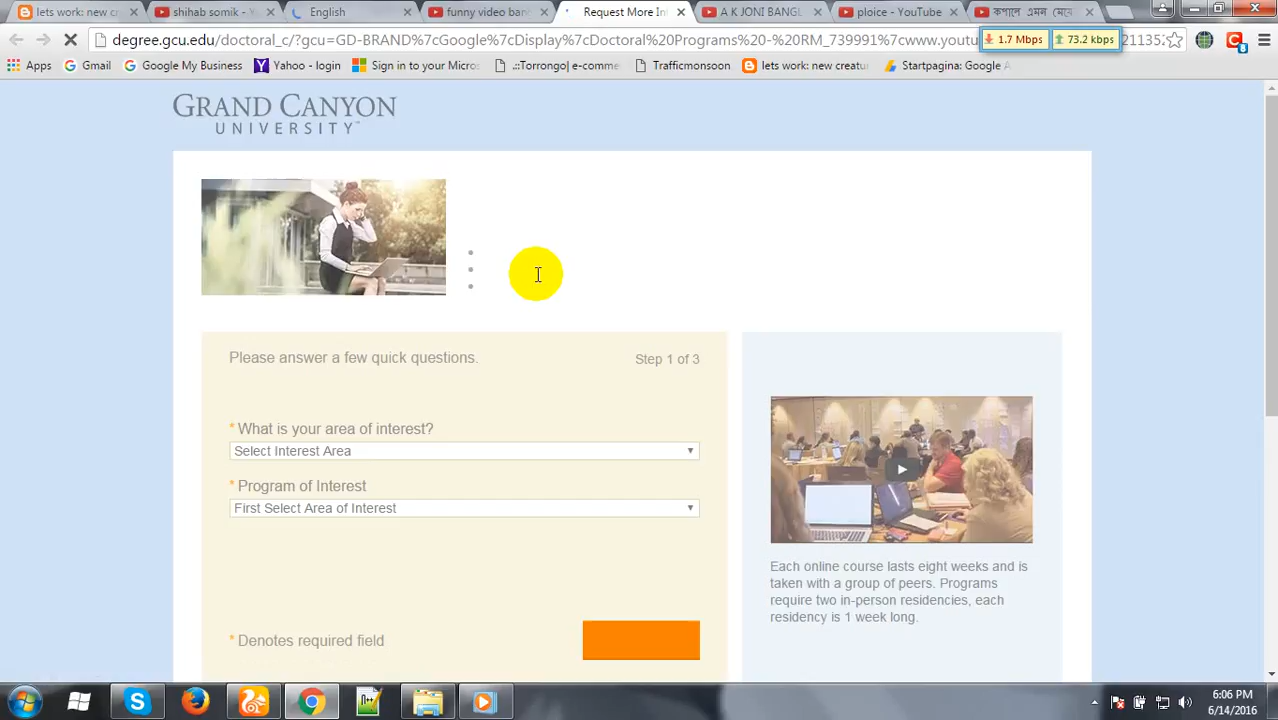 lets work: new cr
shihab somik - You
English
funny video ban
Request More In
A K JONI BANGL
ploice - YouTube
কপালে এমল মেয়ে
degree.gcu.edu/doctoral_c/?gcu=GD-BRAND%7cGoogle%7cDisplay%7cDoctoral%20Programs%20-%20RM_739991%7cwww.youtu
1.7 Mbps
73.2 kbps
Apps
Gmail
Google My Business
Yahoo - login
Sign in to your Micros
.::Torrongo| e-comme
Trafficmonsoon
lets work: new creatu
Startpagina: Google A
GRAND CANYON
UNIVERSITY™
Please answer a few quick questions.
Step 1 of 3
* What is your area of interest?
Select Interest Area
* Program of Interest
First Select Area of Interest
* Denotes required field
Each online course lasts eight weeks and is
taken with a group of peers. Programs
require two in-person residencies, each
residency is 1 week long.
6:06 PM
6/14/2016